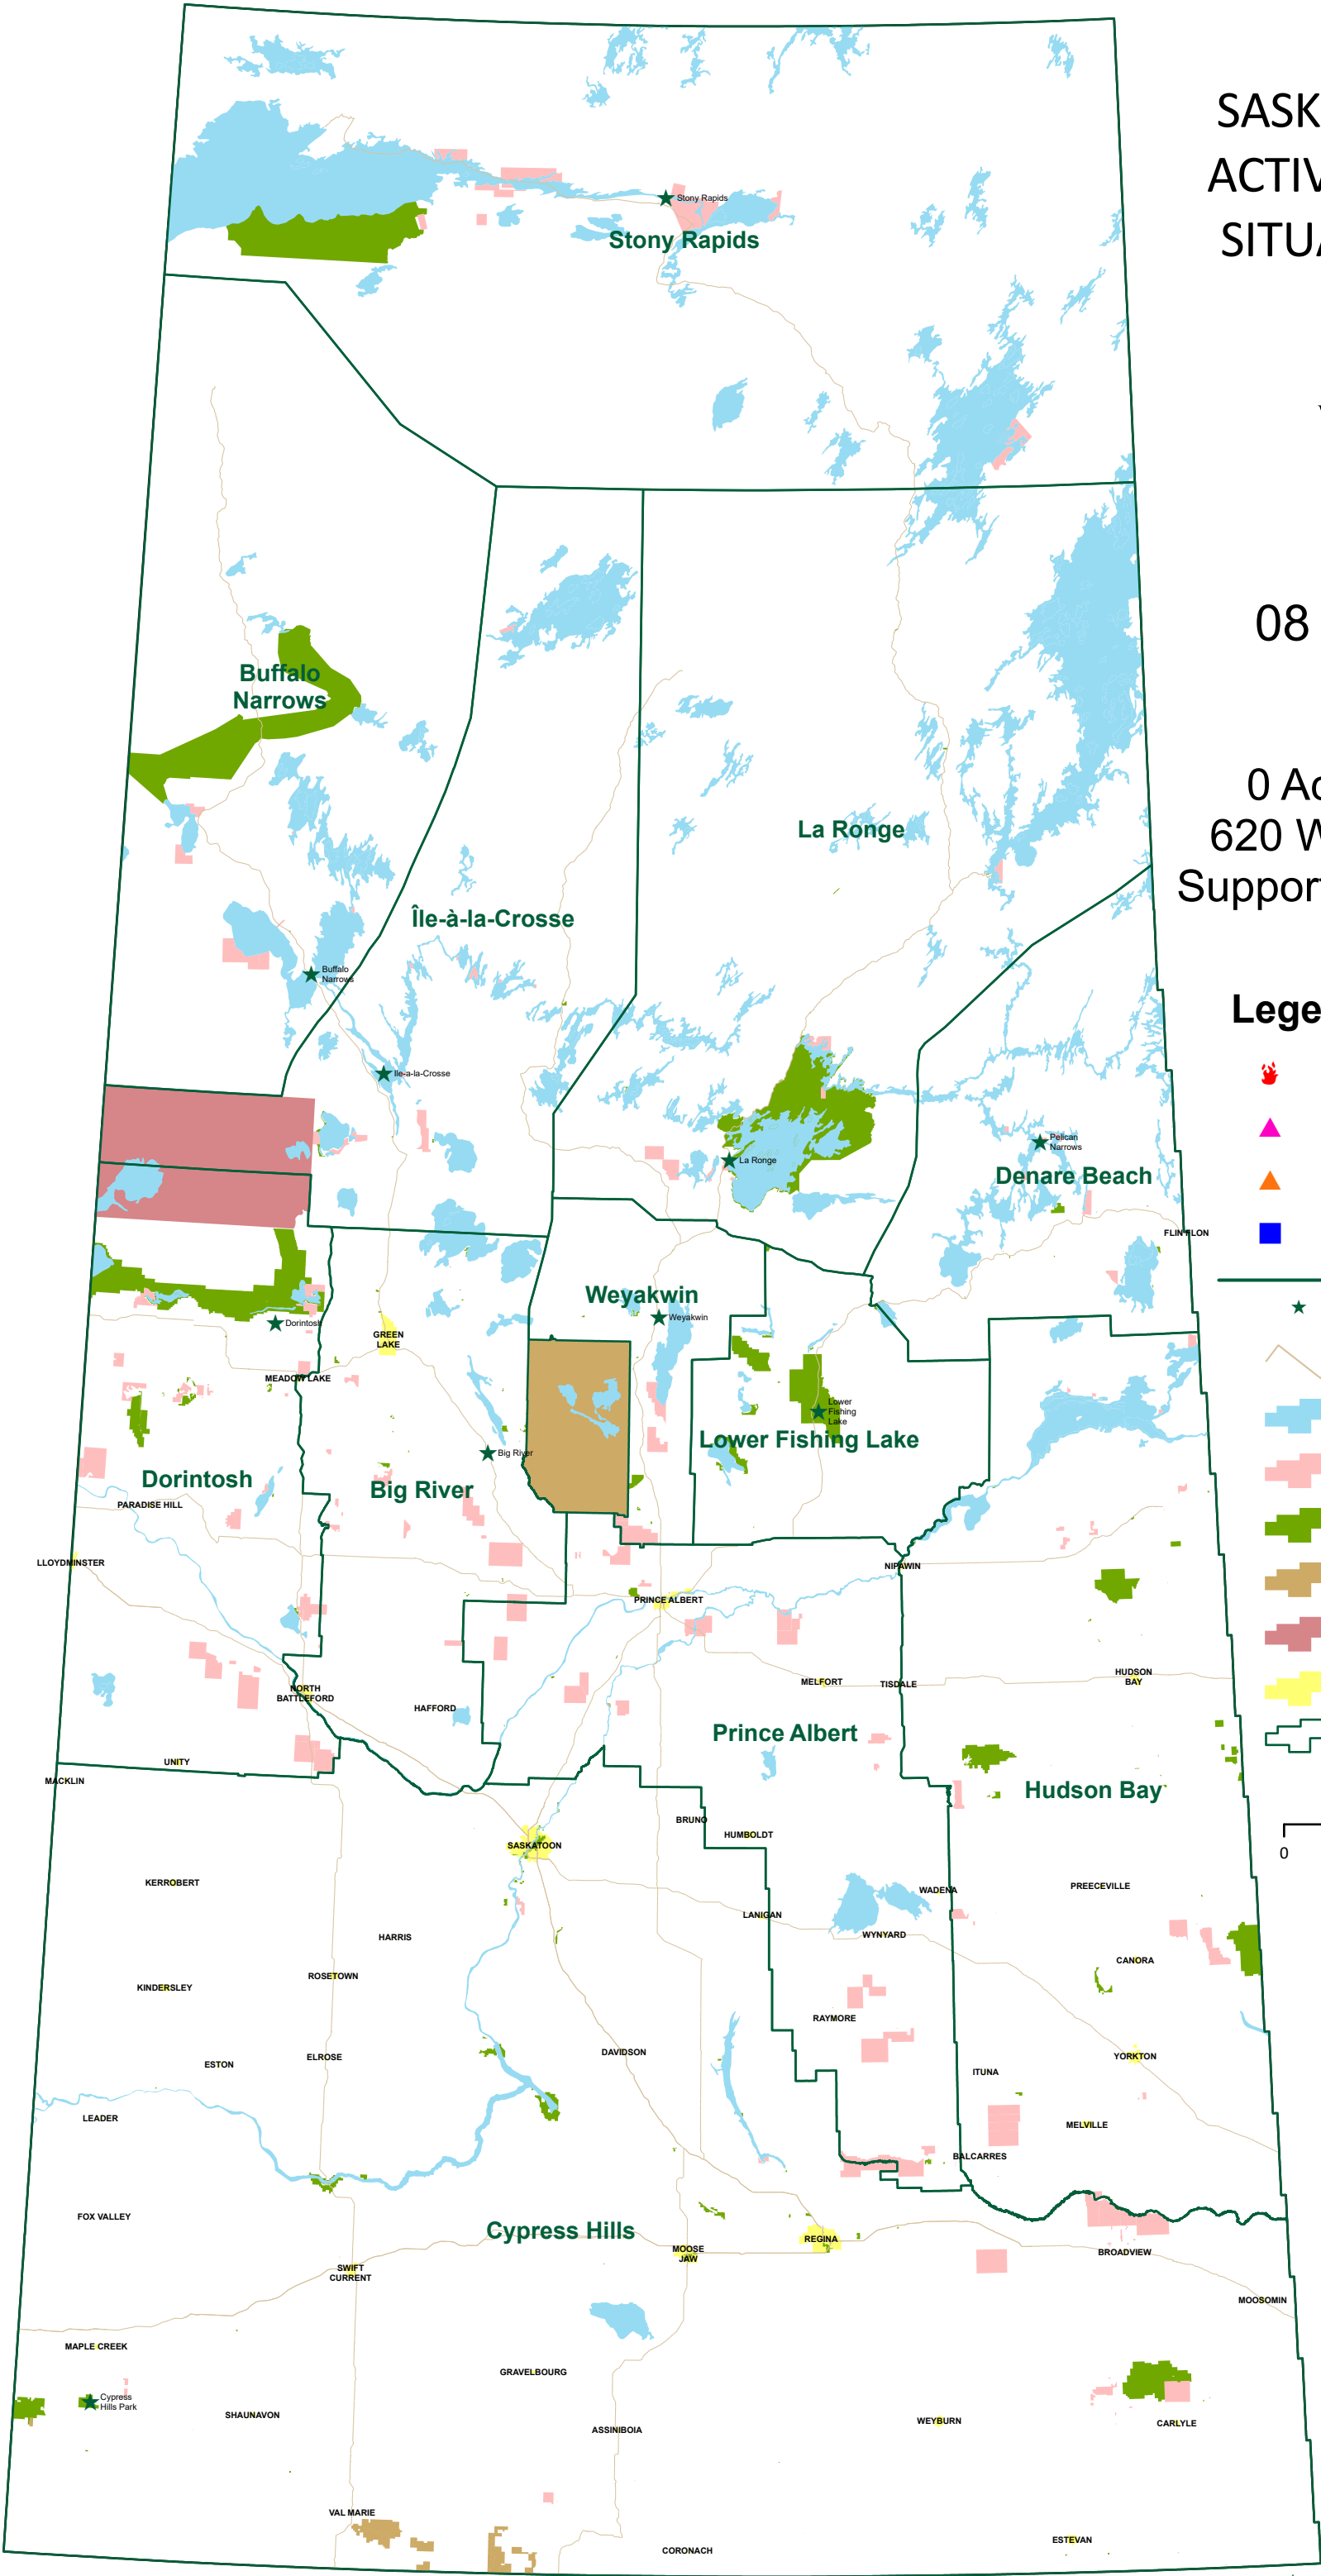 SASK
ACTIV
SITUA
08
0 Ac
620 W
Support
Lege
0
Stony Rapids
Stony Rapids
Buffalo
Narrows
La Ronge
Île-à-la-Crosse
Buffalo
Narrows
Ile-a-la-Crosse
Pelican
Narrows
La Ronge
Denare Beach
FLIN FLON
Weyakwin
Weyakwin
Dorintosh
GREEN
LAKE
MEADOW LAKE
Lower
Fishing
Lake
Lower Fishing Lake
Big River
Dorintosh
Big River
PARADISE HILL
LLOYDMINSTER
NIPAWIN
PRINCE ALBERT
HUDSON
BAY
MELFORT
TISDALE
NORTH
BATTLEFORD
HAFFORD
Prince Albert
UNITY
MACKLIN
Hudson Bay
BRUNO
HUMBOLDT
SASKATOON
KERROBERT
PREECEVILLE
WADENA
LANIGAN
WYNYARD
HARRIS
CANORA
ROSETOWN
KINDERSLEY
RAYMORE
DAVIDSON
YORKTON
ELROSE
ESTON
ITUNA
LEADER
MELVILLE
BALCARRES
FOX VALLEY
Cypress Hills
REGINA
MOOSE
JAW
BROADVIEW
SWIFT
CURRENT
MOOSOMIN
MAPLE CREEK
GRAVELBOURG
Cypress
Hills Park
SHAUNAVON
WEYBURN
CARLYLE
ASSINIBOIA
VAL MARIE
ESTEVAN
CORONACH